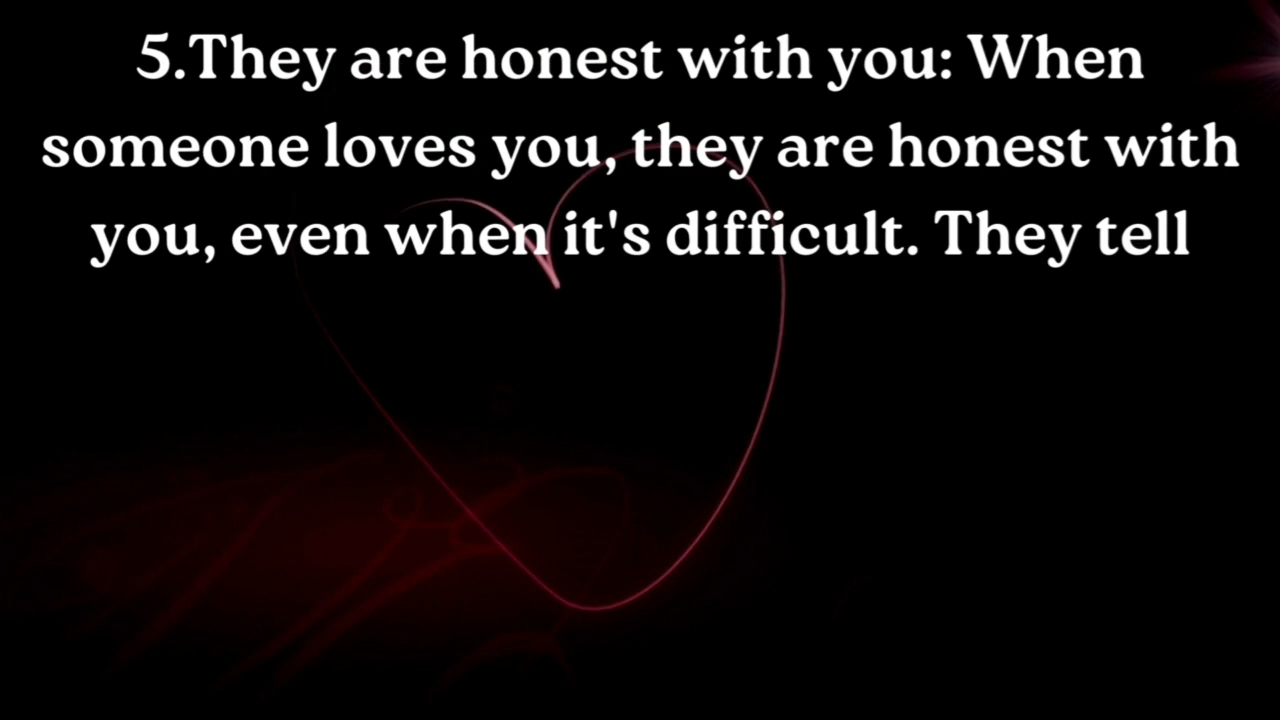 5.They are honest with you: When
someone loves you, they are honest with
you, even when it's difficult. They tell